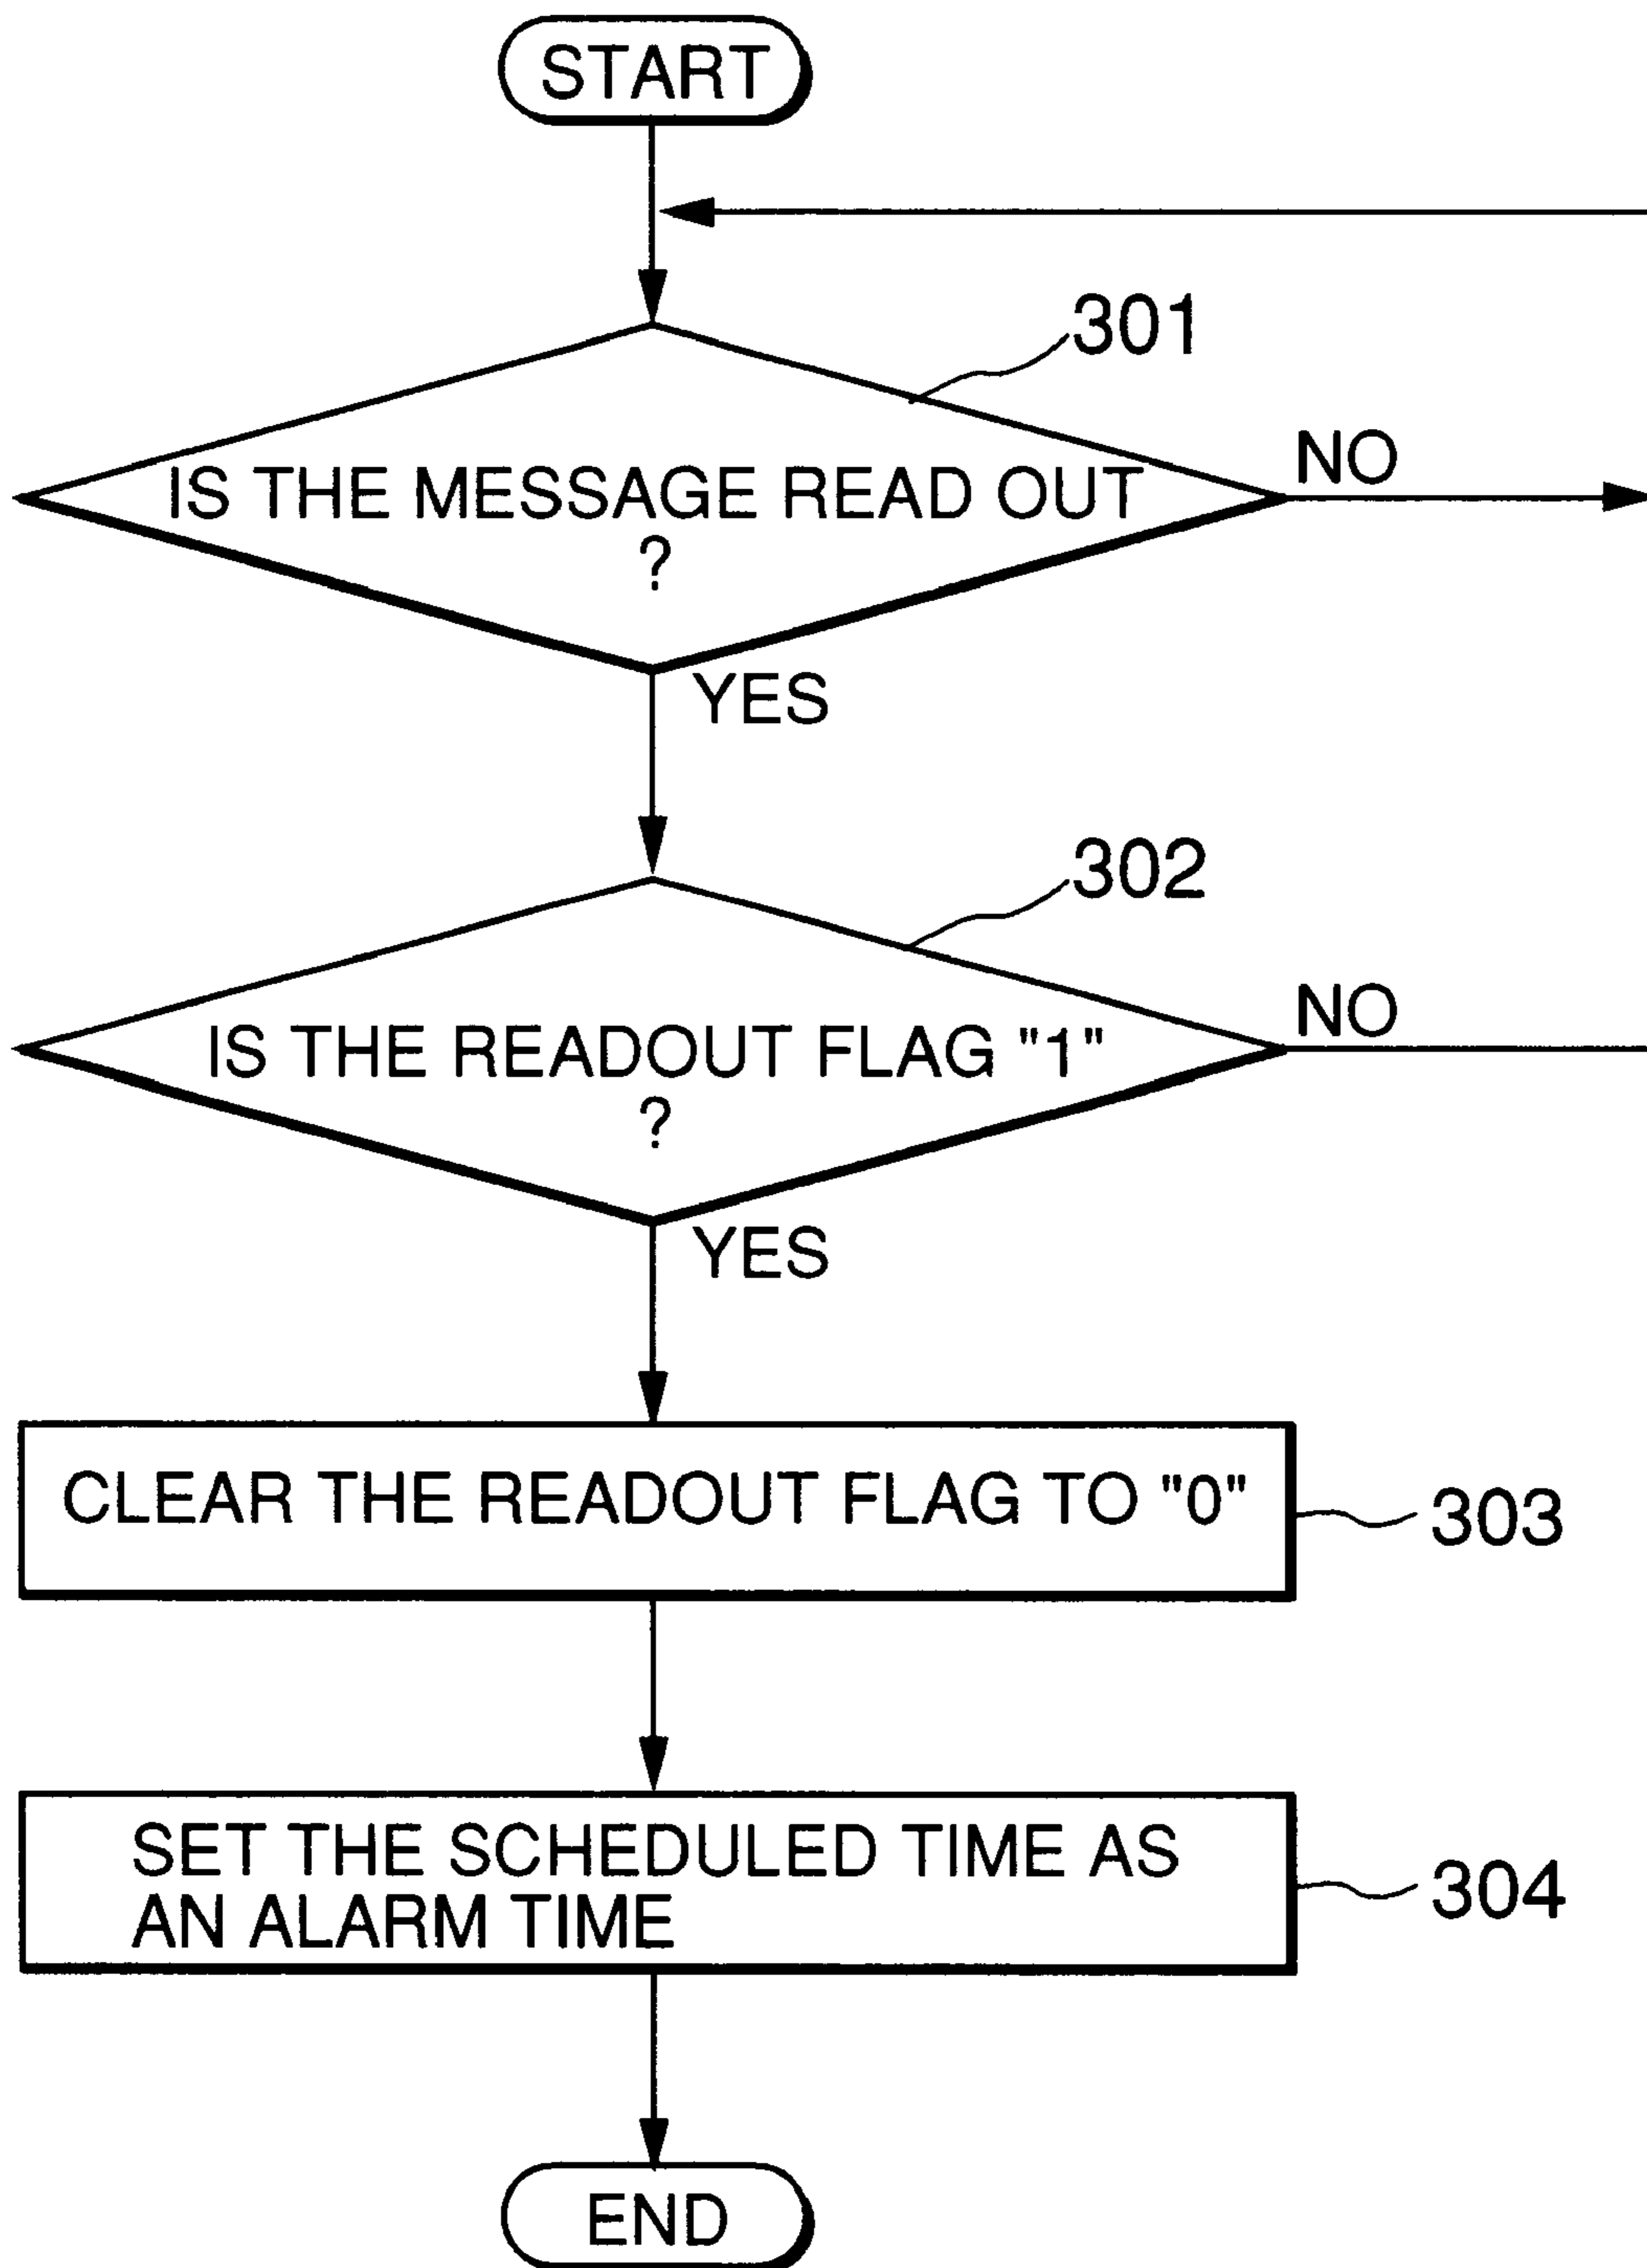 START
301
IS THE MESSAGE READ OUT
?
NO
YES
302
IS THE READOUT FLAG "1"
?
NO
YES
CLEAR THE READOUT FLAG TO "0"
303
SET THE SCHEDULED TIME AS
AN ALARM TIME
304
END